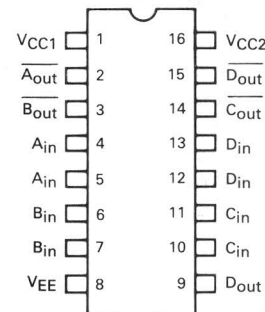 VCC1 1 16 VCC2
Aout 2 15 Dout
Bout 3 14 Cout
Ain 4 13 Din
Ain 5 12 Din
Bin 6 11 Cin
Bin 7 10 Cin
VEE 8 9 Dout